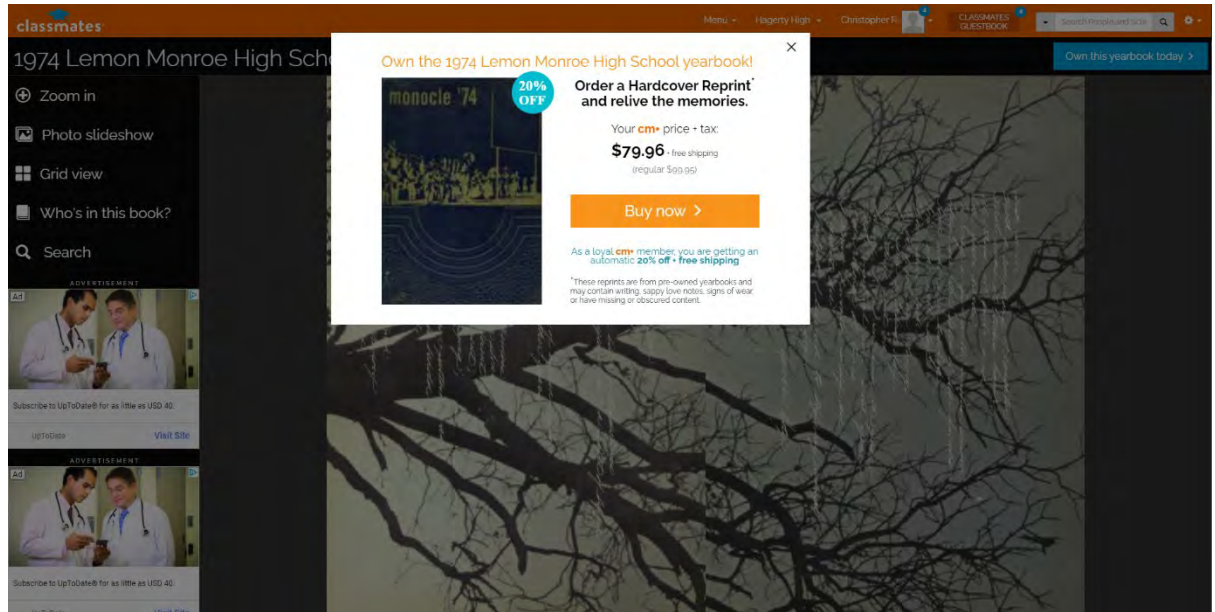 classmates
Menu
Hagerty High
Christopher R
CLASSMATES
GUESTBOOK
1974 Lemon Monroe High Sch
Own this yearbook today >
Zoom in
Photo slideshow
Grid view
Who's in this book?
Search
ADVERTISEMENT
Ad
Subscribe to UpToDate® for as little as USD 40.
UpToDate
Visit Site
ADVERTISEMENT
Ad
Subscribe to UpToDate® for as little as USD 40.
Own the 1974 Lemon Monroe High School yearbook!
monocle '74
20%
OFF
Order a Hardcover Reprint*
and relive the memories.
Your cm+ price + tax:
$79.96 + free shipping
(regular $99.95)
Buy now >
As a loyal cm+ member, you are getting an
automatic 20% off + free shipping
*These reprints are from pre-owned yearbooks and
may contain writing, sappy love notes, signs of wear,
or have missing or obscured content.